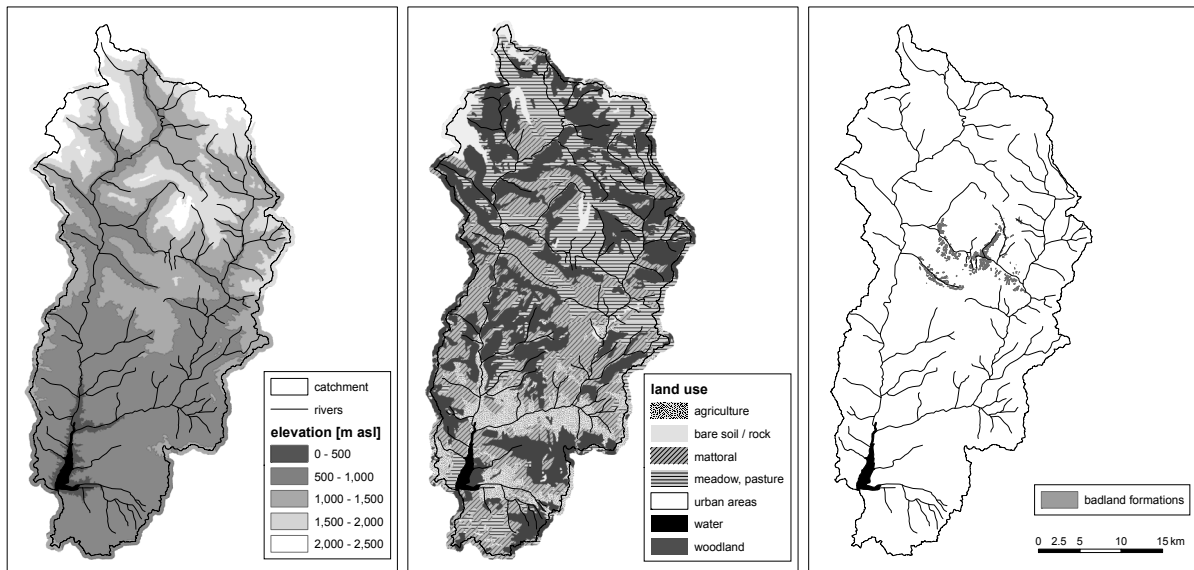 catchment
rivers
elevation [m asl]
0 - 500
500 - 1,000
1,000 - 1,500
1,500 - 2,000
2,000 - 2,500
land use
agriculture
bare soil / rock
mattoral
meadow, pasture
urban areas
water
woodland
badland formations
0 2.5 5 10 15 km